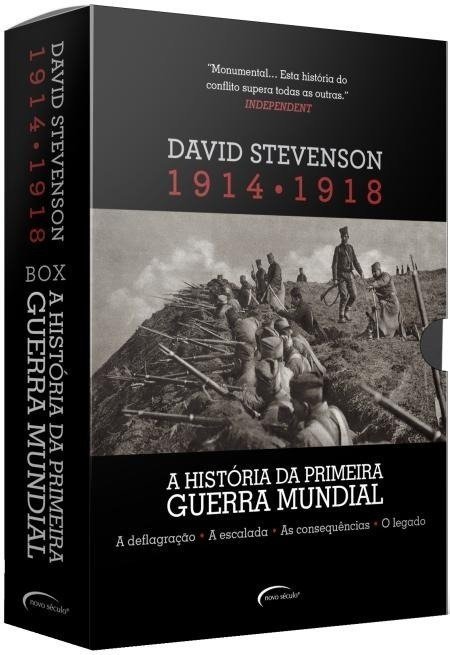 "Monumental... Esta história do
conflito supera todas as outras."
INDEPENDENT
DAVID STEVENSON
1914 • 1918
A HISTÓRIA DA PRIMEIRA
GUERRA MUNDIAL
A deflagração • A escalada • As consequências • O legado
novo século®
DAVID STEVENSON
1914 • 1918
BOX
A HISTÓRIA DA PRIMEIRA
GUERRA MUNDIAL
novo século®